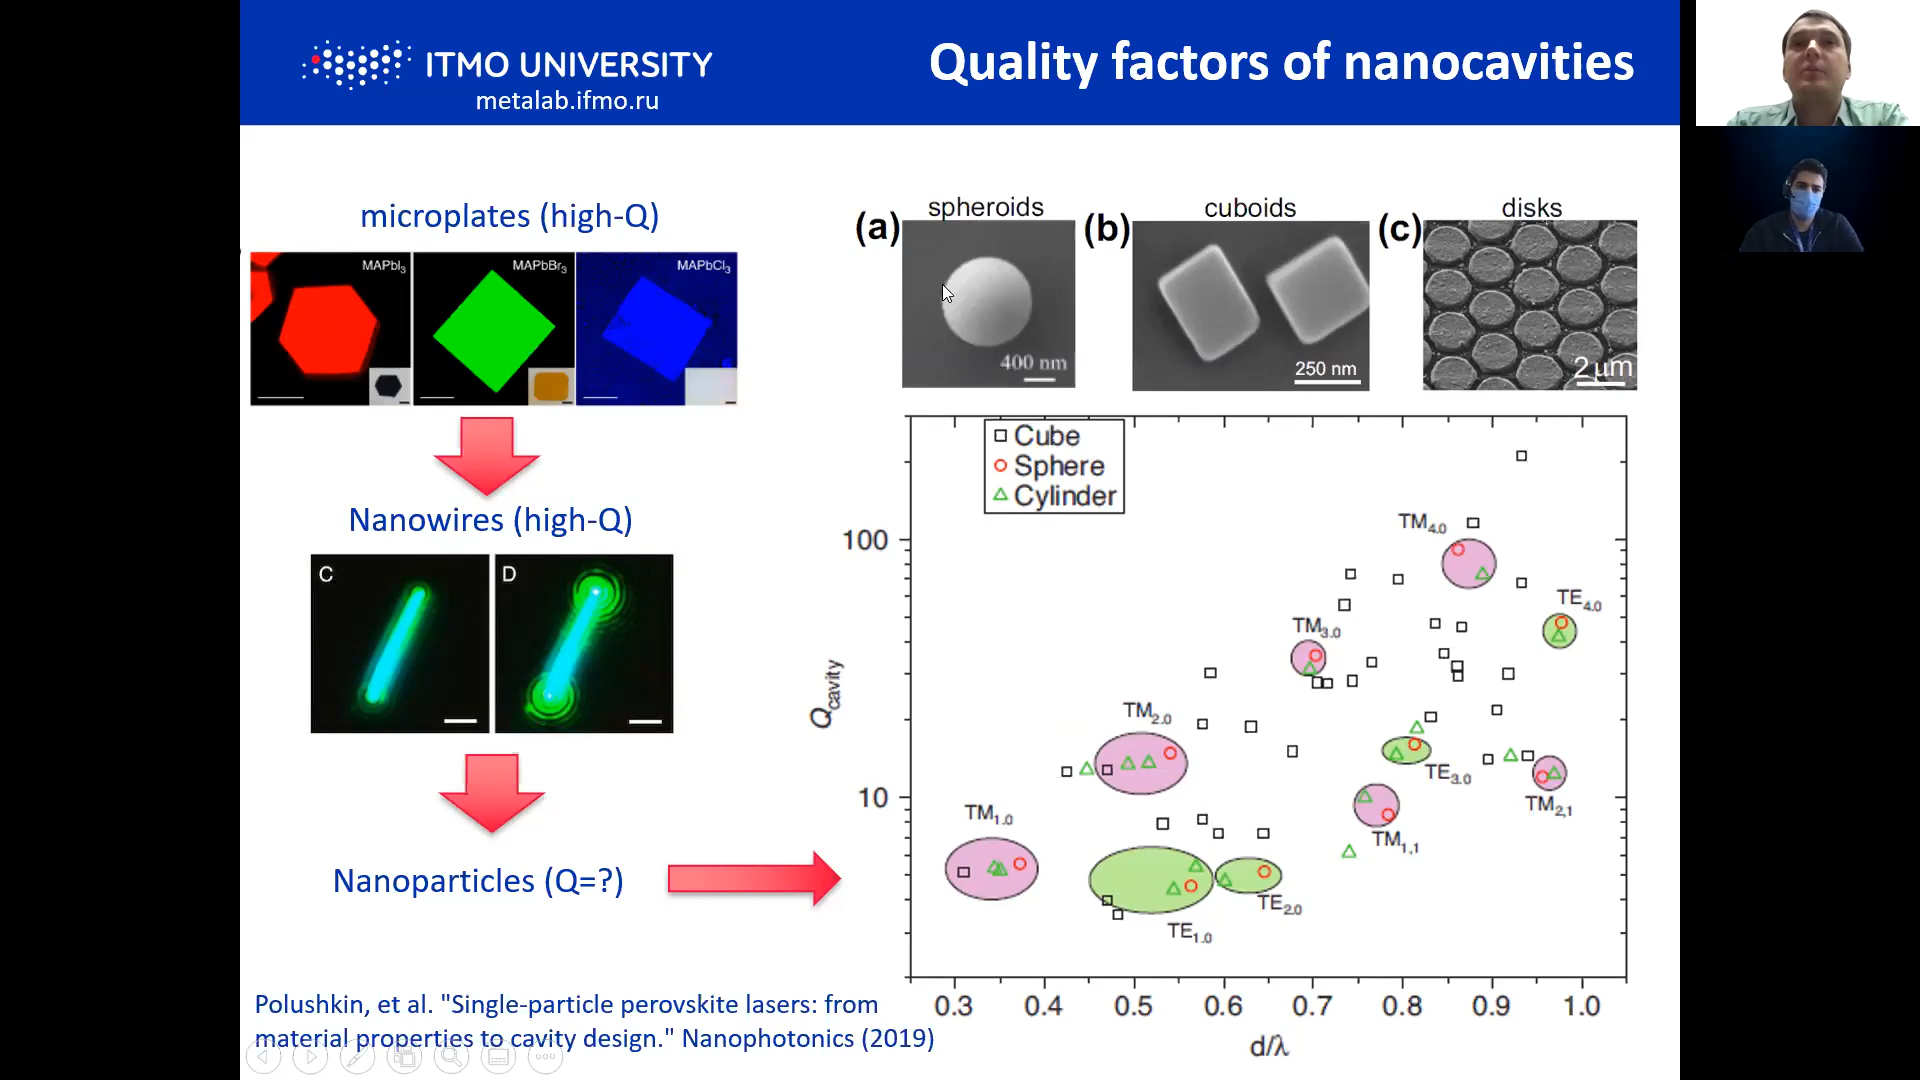 ITMO UNIVERSITY
metalab.ifmo.ru
Quality factors of nanocavities
microplates (high-Q)
MAPbI3
MAPbBr3
MAPbCl3
Nanowires (high-Q)
C
D
Nanoparticles (Q=?)
Polushkin, et al. "Single-particle perovskite lasers: from
material properties to cavity design." Nanophotonics (2019)
spheroids
cuboids
disks
(a)
(b)
(c)
400 nm
250 nm
2 μm
Cube
Sphere
Cylinder
100
10
Qcavity
TM4.0
TE4.0
TM3.0
TM2.0
TE3.0
TM2,1
TM1.0
TM1,1
TE2.0
TE1.0
0.3 0.4 0.5 0.6 0.7 0.8 0.9 1.0
d/λ